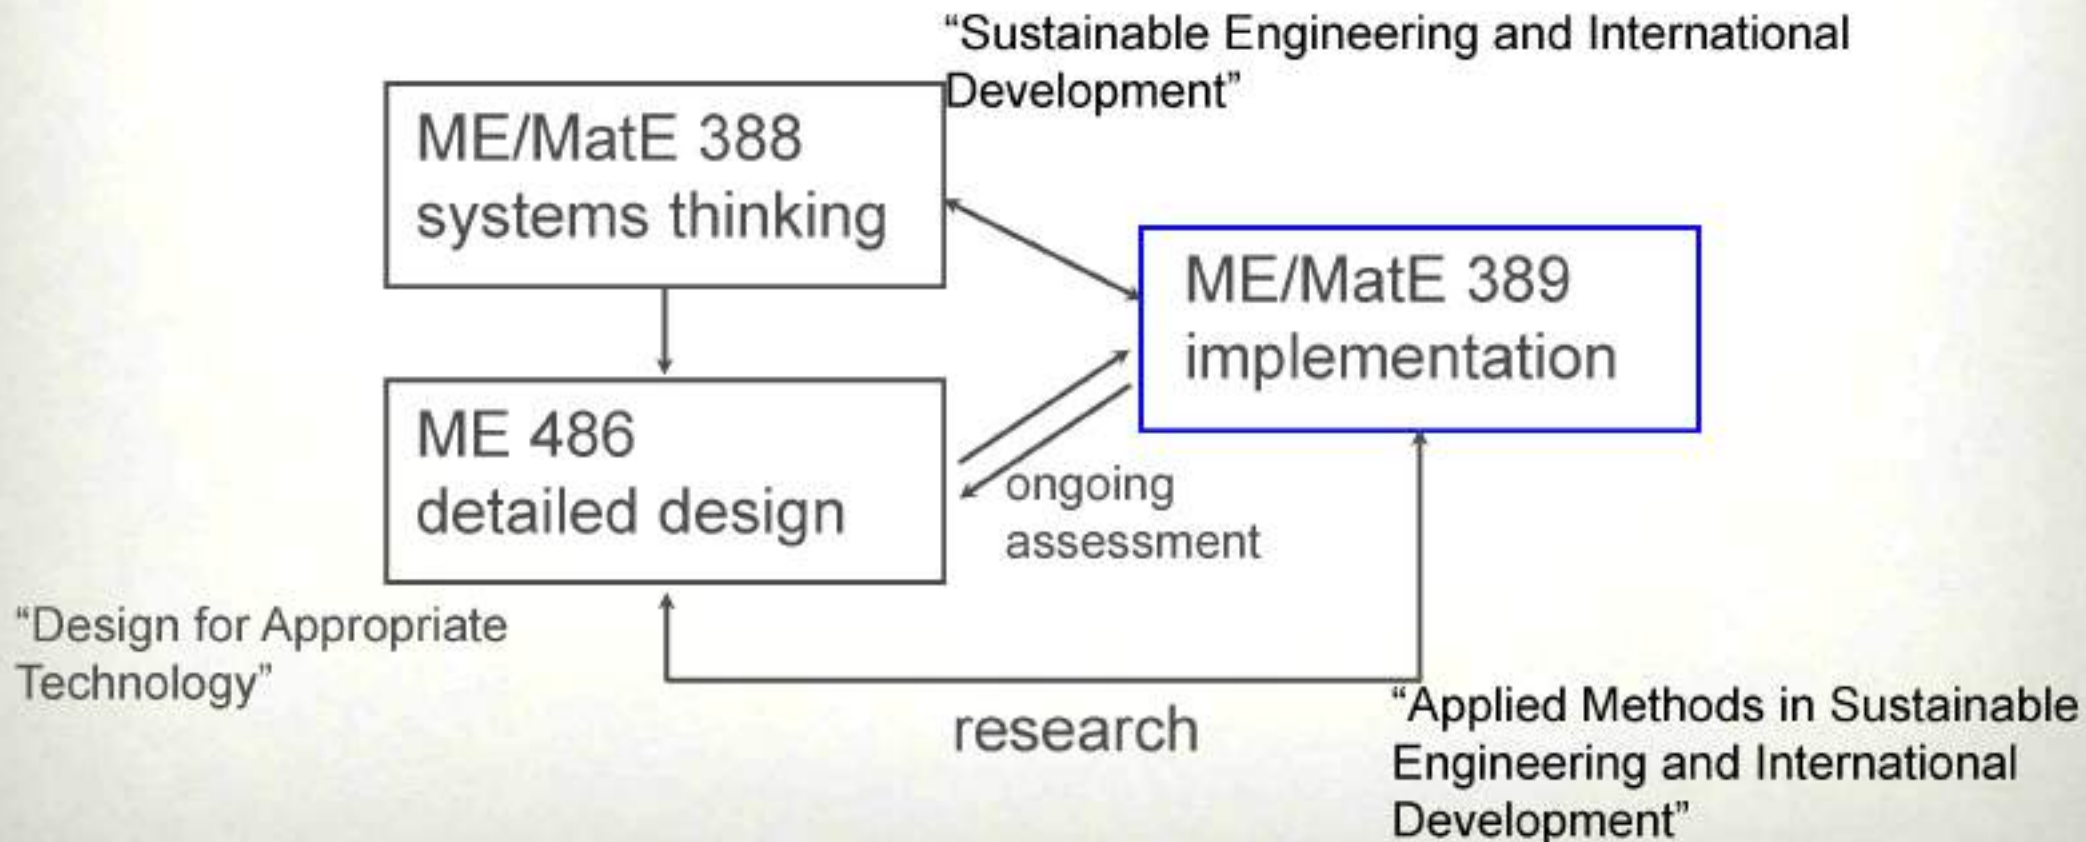 “Sustainable Engineering and International
Development”
ME/MatE 388
systems thinking
ME/MatE 389
implementation
ME 486
detailed design
ongoing
assessment
“Design for Appropriate
Technology”
research
“Applied Methods in Sustainable
Engineering and International
Development”